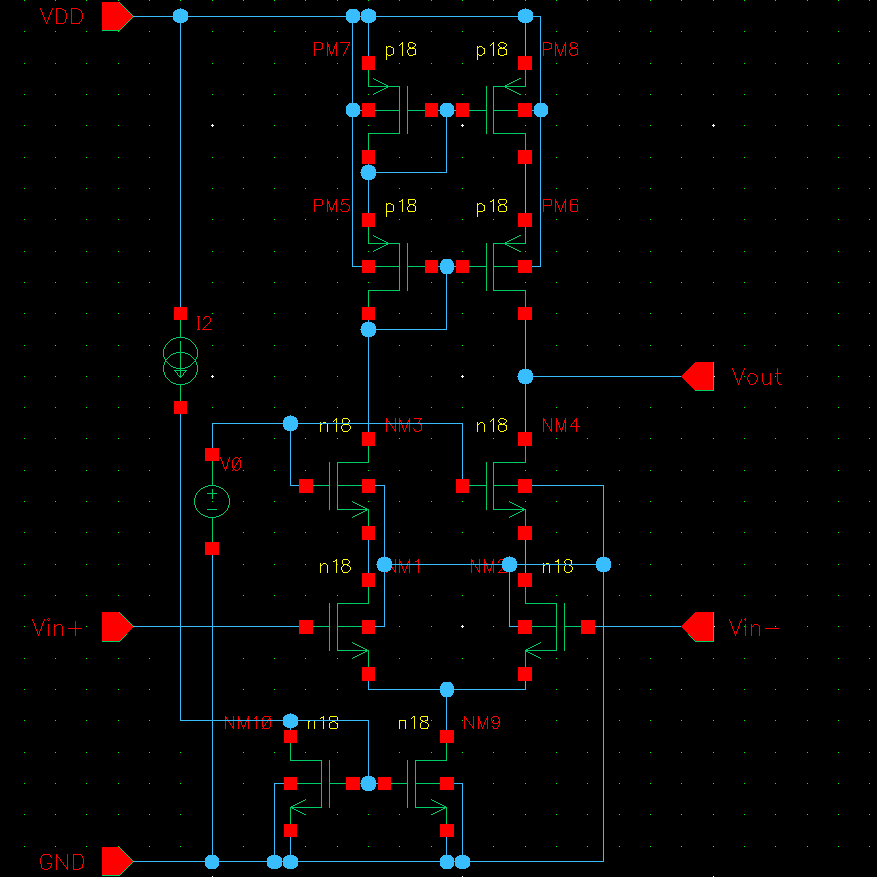 VDD
PM7 p18 p18 PM8
PM5 p18 p18 PM6
I2
Vout
n18 NM3 n18 NM4
V0
n18 NM1 NM2 n18
Vin+ Vin-
NM10 n18 n18 NM9
GND